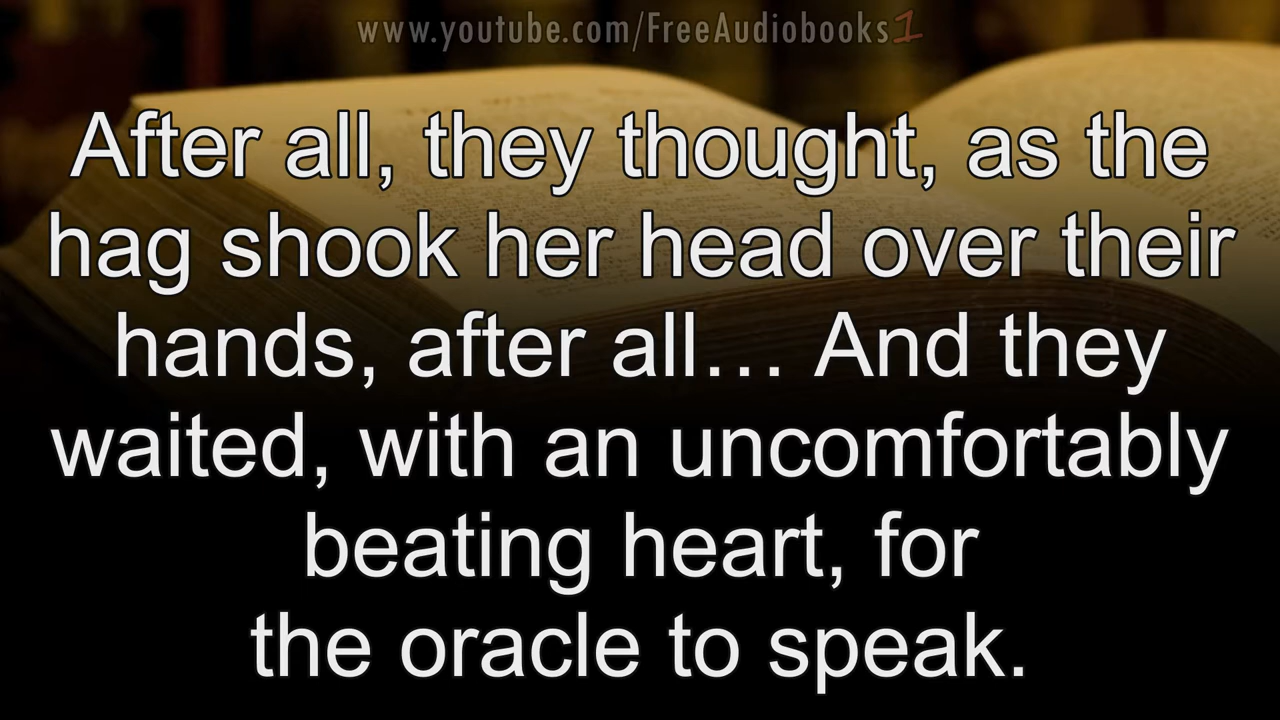 www.youtube.com/FreeAudiobooks1
After all, they thought, as the
hag shook her head over their
hands, after all… And they
waited, with an uncomfortably
beating heart, for
the oracle to speak.